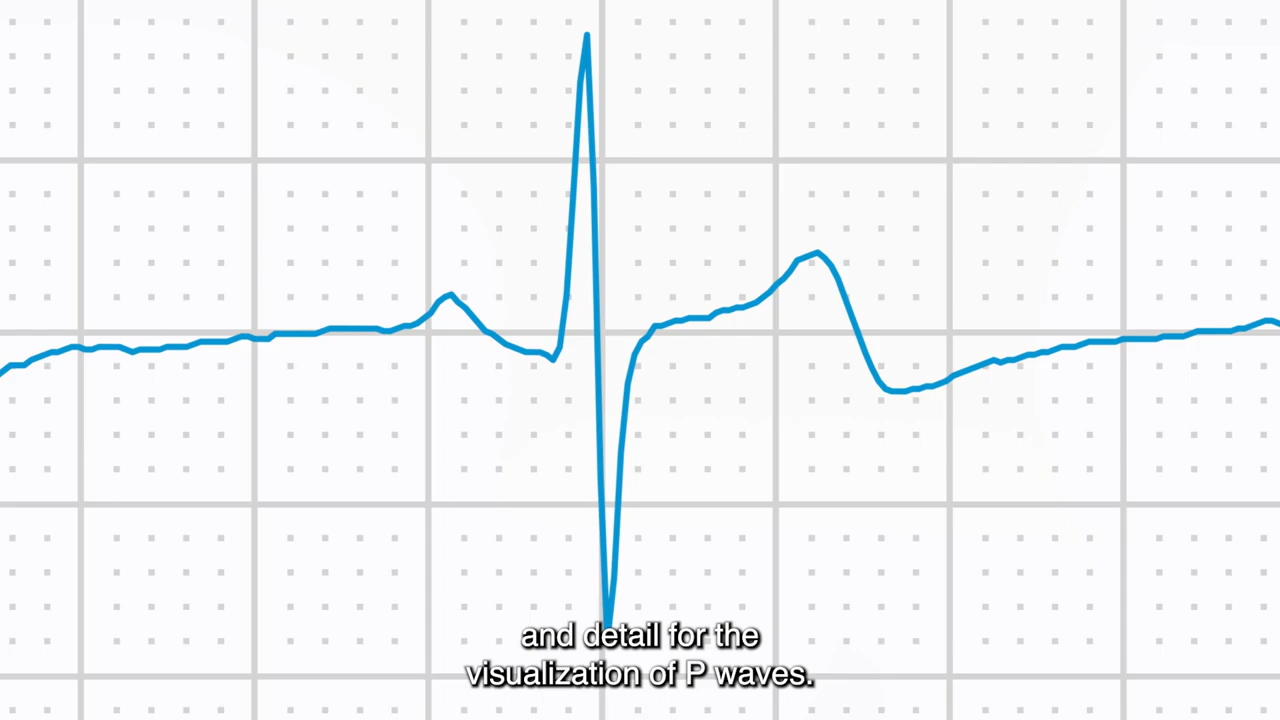 and detail for the
visualization of P waves.